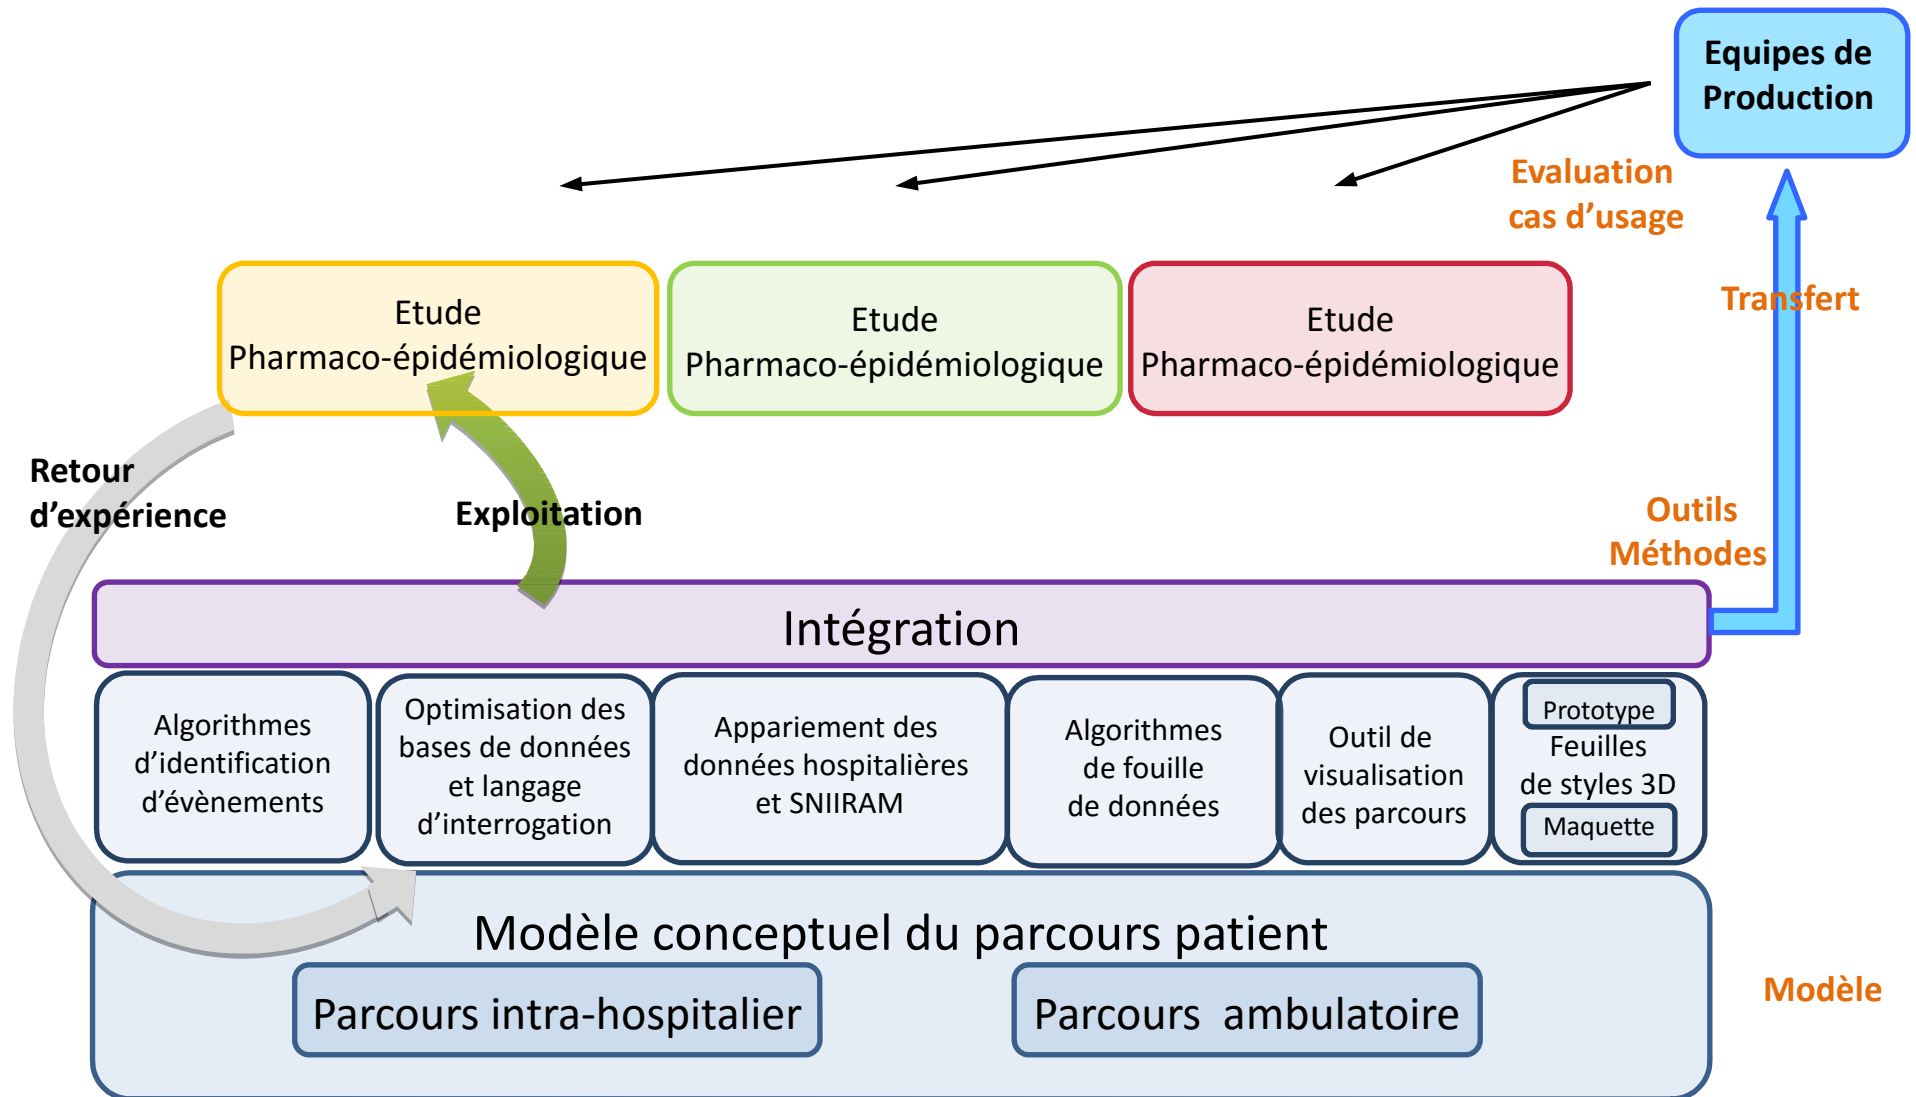 Equipes de
Production
Evaluation
cas d’usage
Transfert
Etude
Pharmaco-épidémiologique
Etude
Pharmaco-épidémiologique
Etude
Pharmaco-épidémiologique
Retour
d’expérience
Exploitation
Outils
Méthodes
Intégration
Algorithmes
d’identification
d’évènements
Optimisation des
bases de données
et langage
d’interrogation
Appariement des
données hospitalières
et SNIIRAM
Algorithmes
de fouille
de données
Outil de
visualisation
des parcours
Prototype
Feuilles
de styles 3D
Maquette
Modèle conceptuel du parcours patient
Parcours intra-hospitalier
Parcours ambulatoire
Modèle